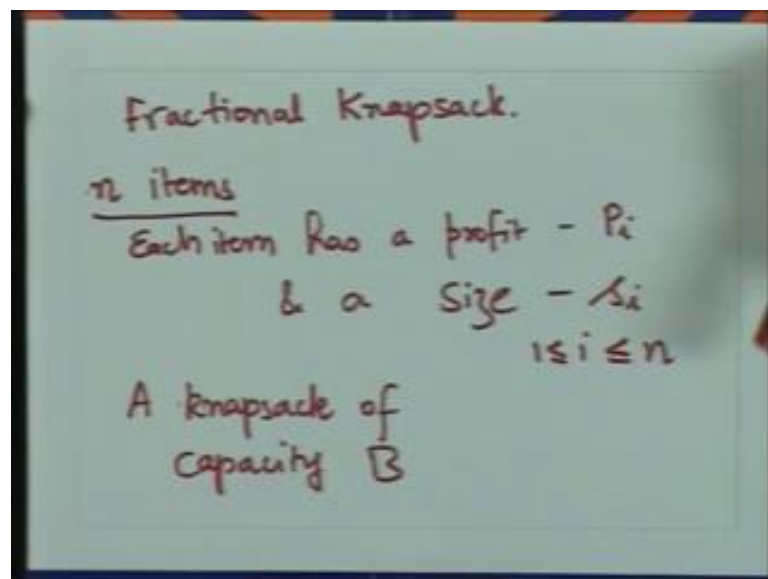 Fractional Knapsack.
n items
Each item has a profit - Pi
& a size - si
1 ≤ i ≤ n
A knapsack of
capacity B